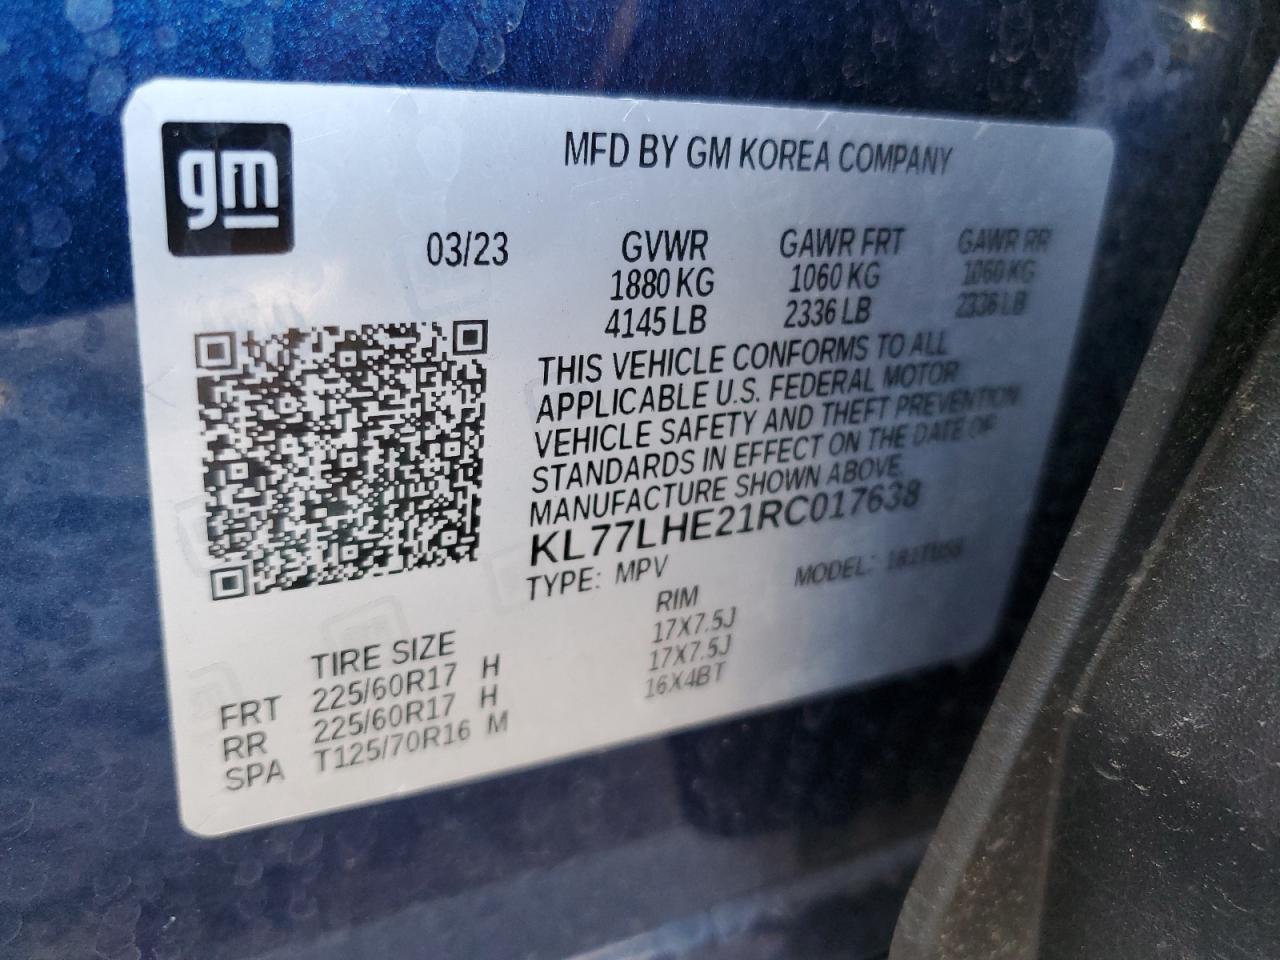 gm
MFD BY GM KOREA COMPANY
03/23
GVWR GAWR FRT GAWR RR
1880 KG 1060 KG 1060 KG
4145 LB 2336 LB 2336 LB
THIS VEHICLE CONFORMS TO ALL
APPLICABLE U.S. FEDERAL MOTOR
VEHICLE SAFETY AND THEFT PREVENTION
STANDARDS IN EFFECT ON THE DATE OF
MANUFACTURE SHOWN ABOVE.
KL77LHE21RC017638
TYPE: MPV MODEL:
TIRE SIZE RIM
FRT 225/60R17 H 17X7.5J
RR 225/60R17 H 17X7.5J
SPA T125/70R16 M 16X4BT